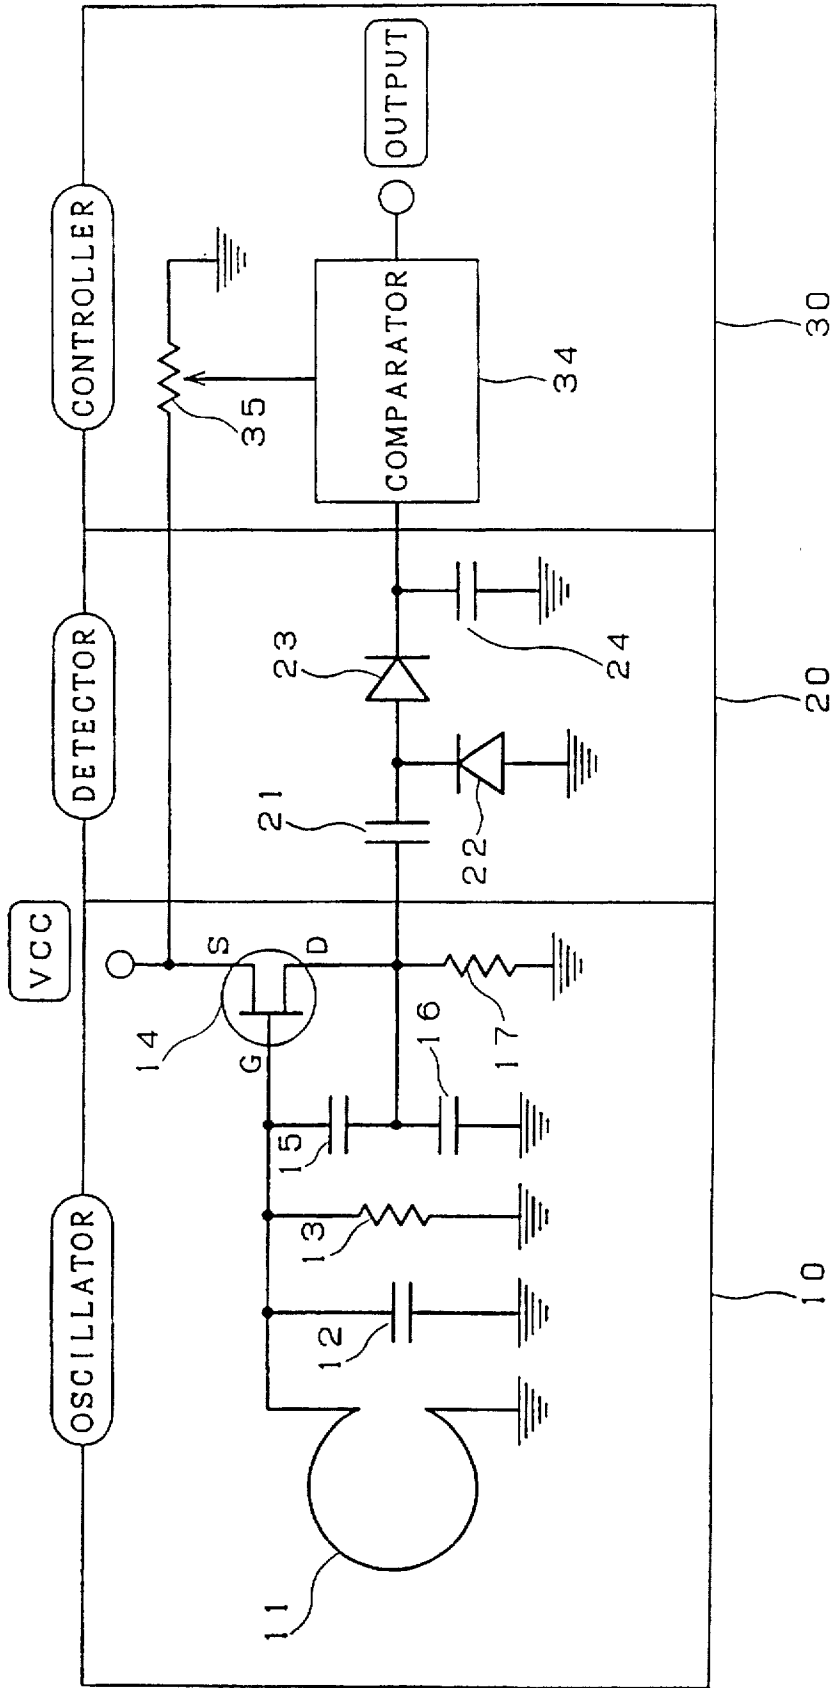 VCC
OSCILLATOR
DETECTOR
CONTROLLER
14
S
G
D
11
12
13
15
16
17
21
22
23
24
35
COMPARATOR
34
OUTPUT
10
20
30